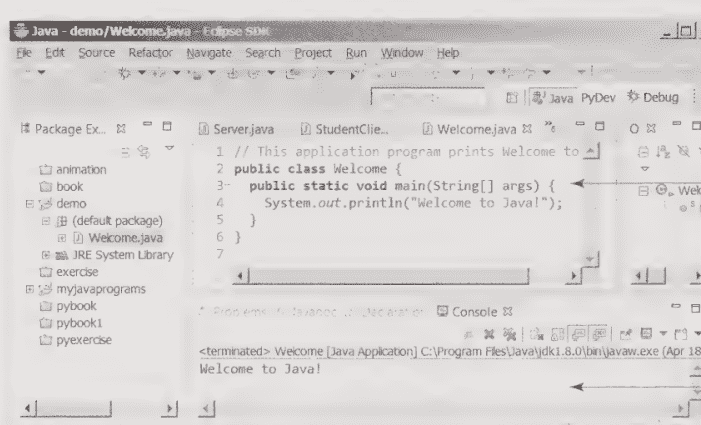 Java - demo/Welcome.java - Eclipse SDK
File Edit Source Refactor Navigate Search Project Run Window Help
Java PyDev Debug
Package Ex...
animation
book
demo
(default package)
Welcome.java
JRE System Library
exercise
myjavaprograms
pybook
pybook1
pyexercise
Server.java StudentClie... Welcome.java
1 // This application program prints Welcome to
2 public class Welcome {
3 public static void main(String[] args) {
4 System.out.println("Welcome to Java!");
5 }
6 }
7
O
Wel
Problems Javadoc Declaration Console
<terminated> Welcome [Java Application] C:\Program Files\Java\jdk1.8.0\bin\javaw.exe (Apr 18
Welcome to Java!